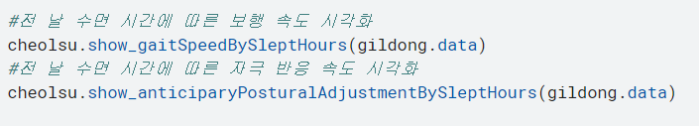 #전 날 수면 시간에 따른 보행 속도 시각화
cheolsu.show_gaitSpeedBySleptHours(gildong.data)
#전 날 수면 시간에 따른 자극 반응 속도 시각화
cheolsu.show_anticiparyPosturalAdjustmentBySleptHours(gildong.data)